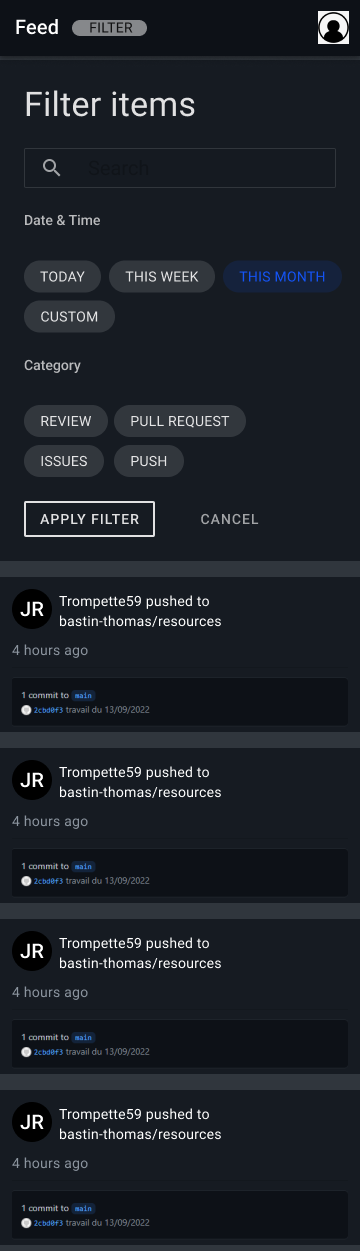 Feed FILTER
Filter items
Search
Date & Time
TODAY THIS WEEK THIS MONTH
CUSTOM
Category
REVIEW PULL REQUEST
ISSUES PUSH
APPLY FILTER CANCEL
JR Trompette59 pushed to
bastin-thomas/resources
4 hours ago
1 commit to main
2cbd0f3 travail du 13/09/2022
JR Trompette59 pushed to
bastin-thomas/resources
4 hours ago
1 commit to main
2cbd0f3 travail du 13/09/2022
JR Trompette59 pushed to
bastin-thomas/resources
4 hours ago
1 commit to main
2cbd0f3 travail du 13/09/2022
JR Trompette59 pushed to
bastin-thomas/resources
4 hours ago
1 commit to main
2cbd0f3 travail du 13/09/2022